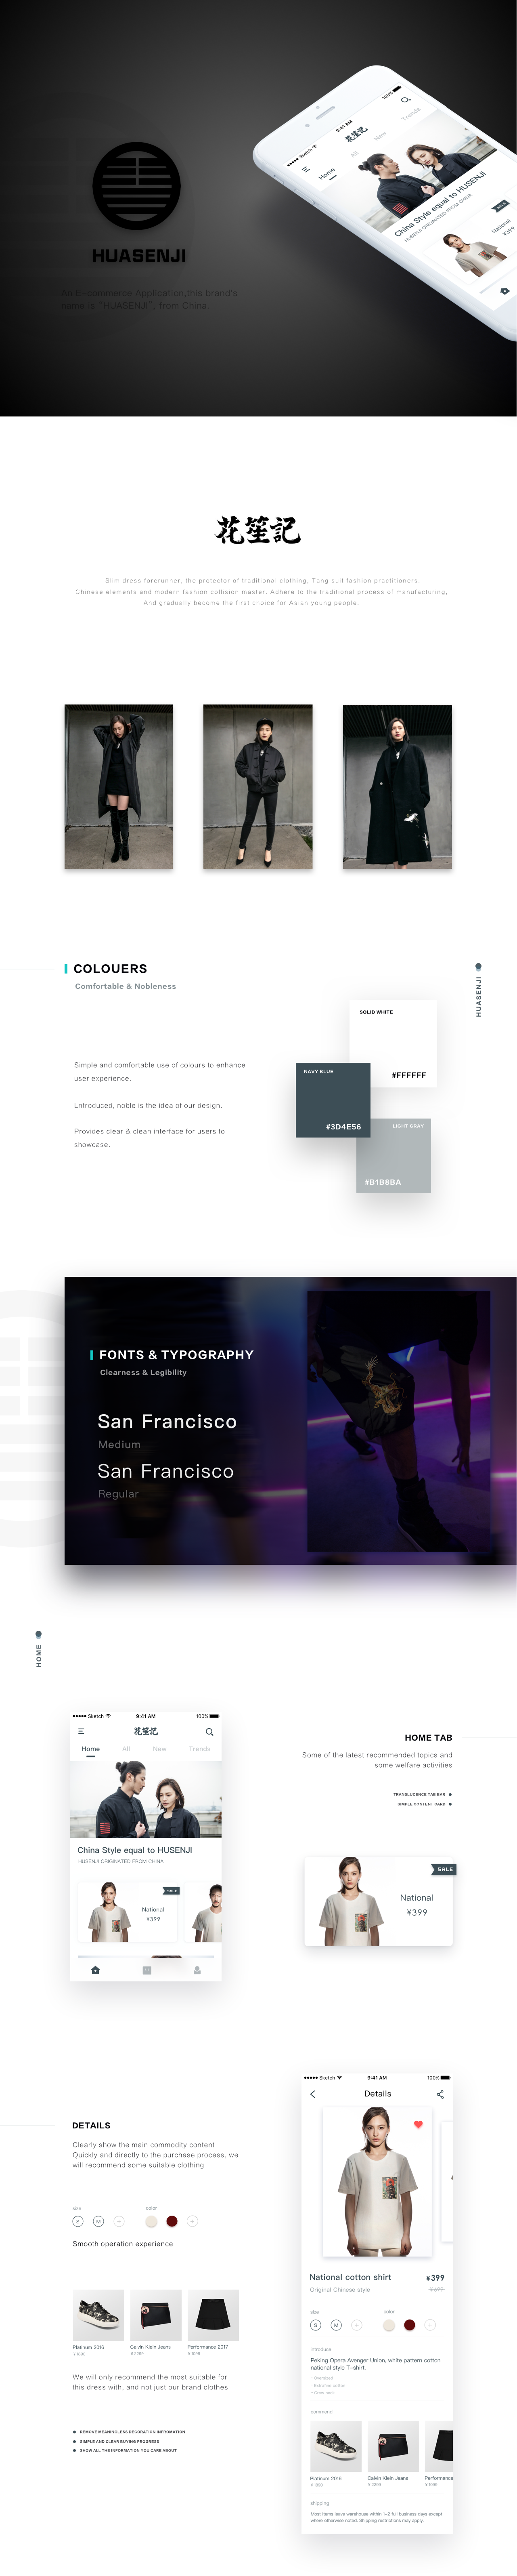 ●●●●● Sketch
9:41 AM
100%
花笙記
Home
All
New
Trends
China Style equal to HUSENJI
HUSENJI ORIGINATED FROM CHINA
SALE
National
¥399
HUASENJI
An E-commerce Application,this brand's
name is "HUASENJI", from China
花笙記
Slim dress forerunner, the protector of traditional clothing, Tang suit fashion practitioners.
Chinese elements and modern fashion collision master. Adhere to the traditional process of manufacturing,
And gradually become the first choice for Asian young people.
COLOUERS
Comfortable & Nobleness
HUASENJI
SOLID WHITE
#FFFFFF
Simple and comfortable use of colours to enhance
user experience.
Lntroduced, noble is the idea of our design.
Provides clear & clean interface for users to
showcase.
NAVY BLUE
#3D4E56
LIGHT GRAY
#B1B8BA
FONTS & TYPOGRAPHY
Clearness & Legibility
San Francisco
Medium
San Francisco
Regular
HOME
●●●●● Sketch
9:41 AM
100%
花笙記
Home
All
New
Trends
China Style equal to HUSENJI
HUSENJI ORIGINATED FROM CHINA
SALE
National
¥399
HOME TAB
Some of the latest recommended topics and
some welfare activities
TRANSLUCENCE TAB BAR
SIMPLE CONTENT CARD
SALE
National
¥399
DETAILS
Clearly show the main commodity content
Quickly and directly to the purchase process, we
will recommend some suitable clothing
size
color
S
M
Smooth operation experience
Platinum 2016
Calvin Klein Jeans
¥ 2299
Performance 2017
We will only recommend the most suitable for
this dress with, and not just our brand clothes
REMOVE MEANINGLESS DECORATION INFROMATION
SIMPLE AND CLEAR BUYING PROGRESS
SHOW ALL THE INFORMATION YOU CARE ABOUT
●●●●● Sketch
9:41 AM
100%
Details
National cotton shirt
¥399
Original Chinese style
¥699
size
color
S
M
introduce
Peking Opera Avenger Union, white pattern cotton
national style T-shirt.
command
Platinum 2016
Calvin Klein Jeans
¥ 2299
Performance
shipping
Most items leave warehouse within 1-2 full business days except
where otherwise noted. Shipping restrictions may apply.